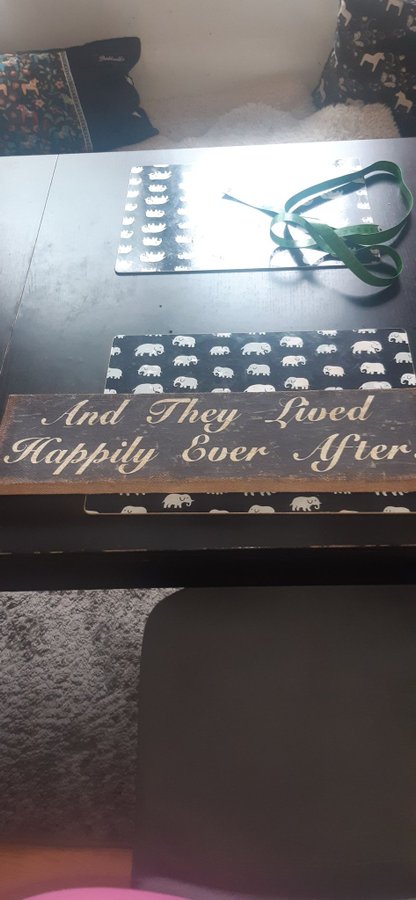 And They Lived
Happily Ever After.